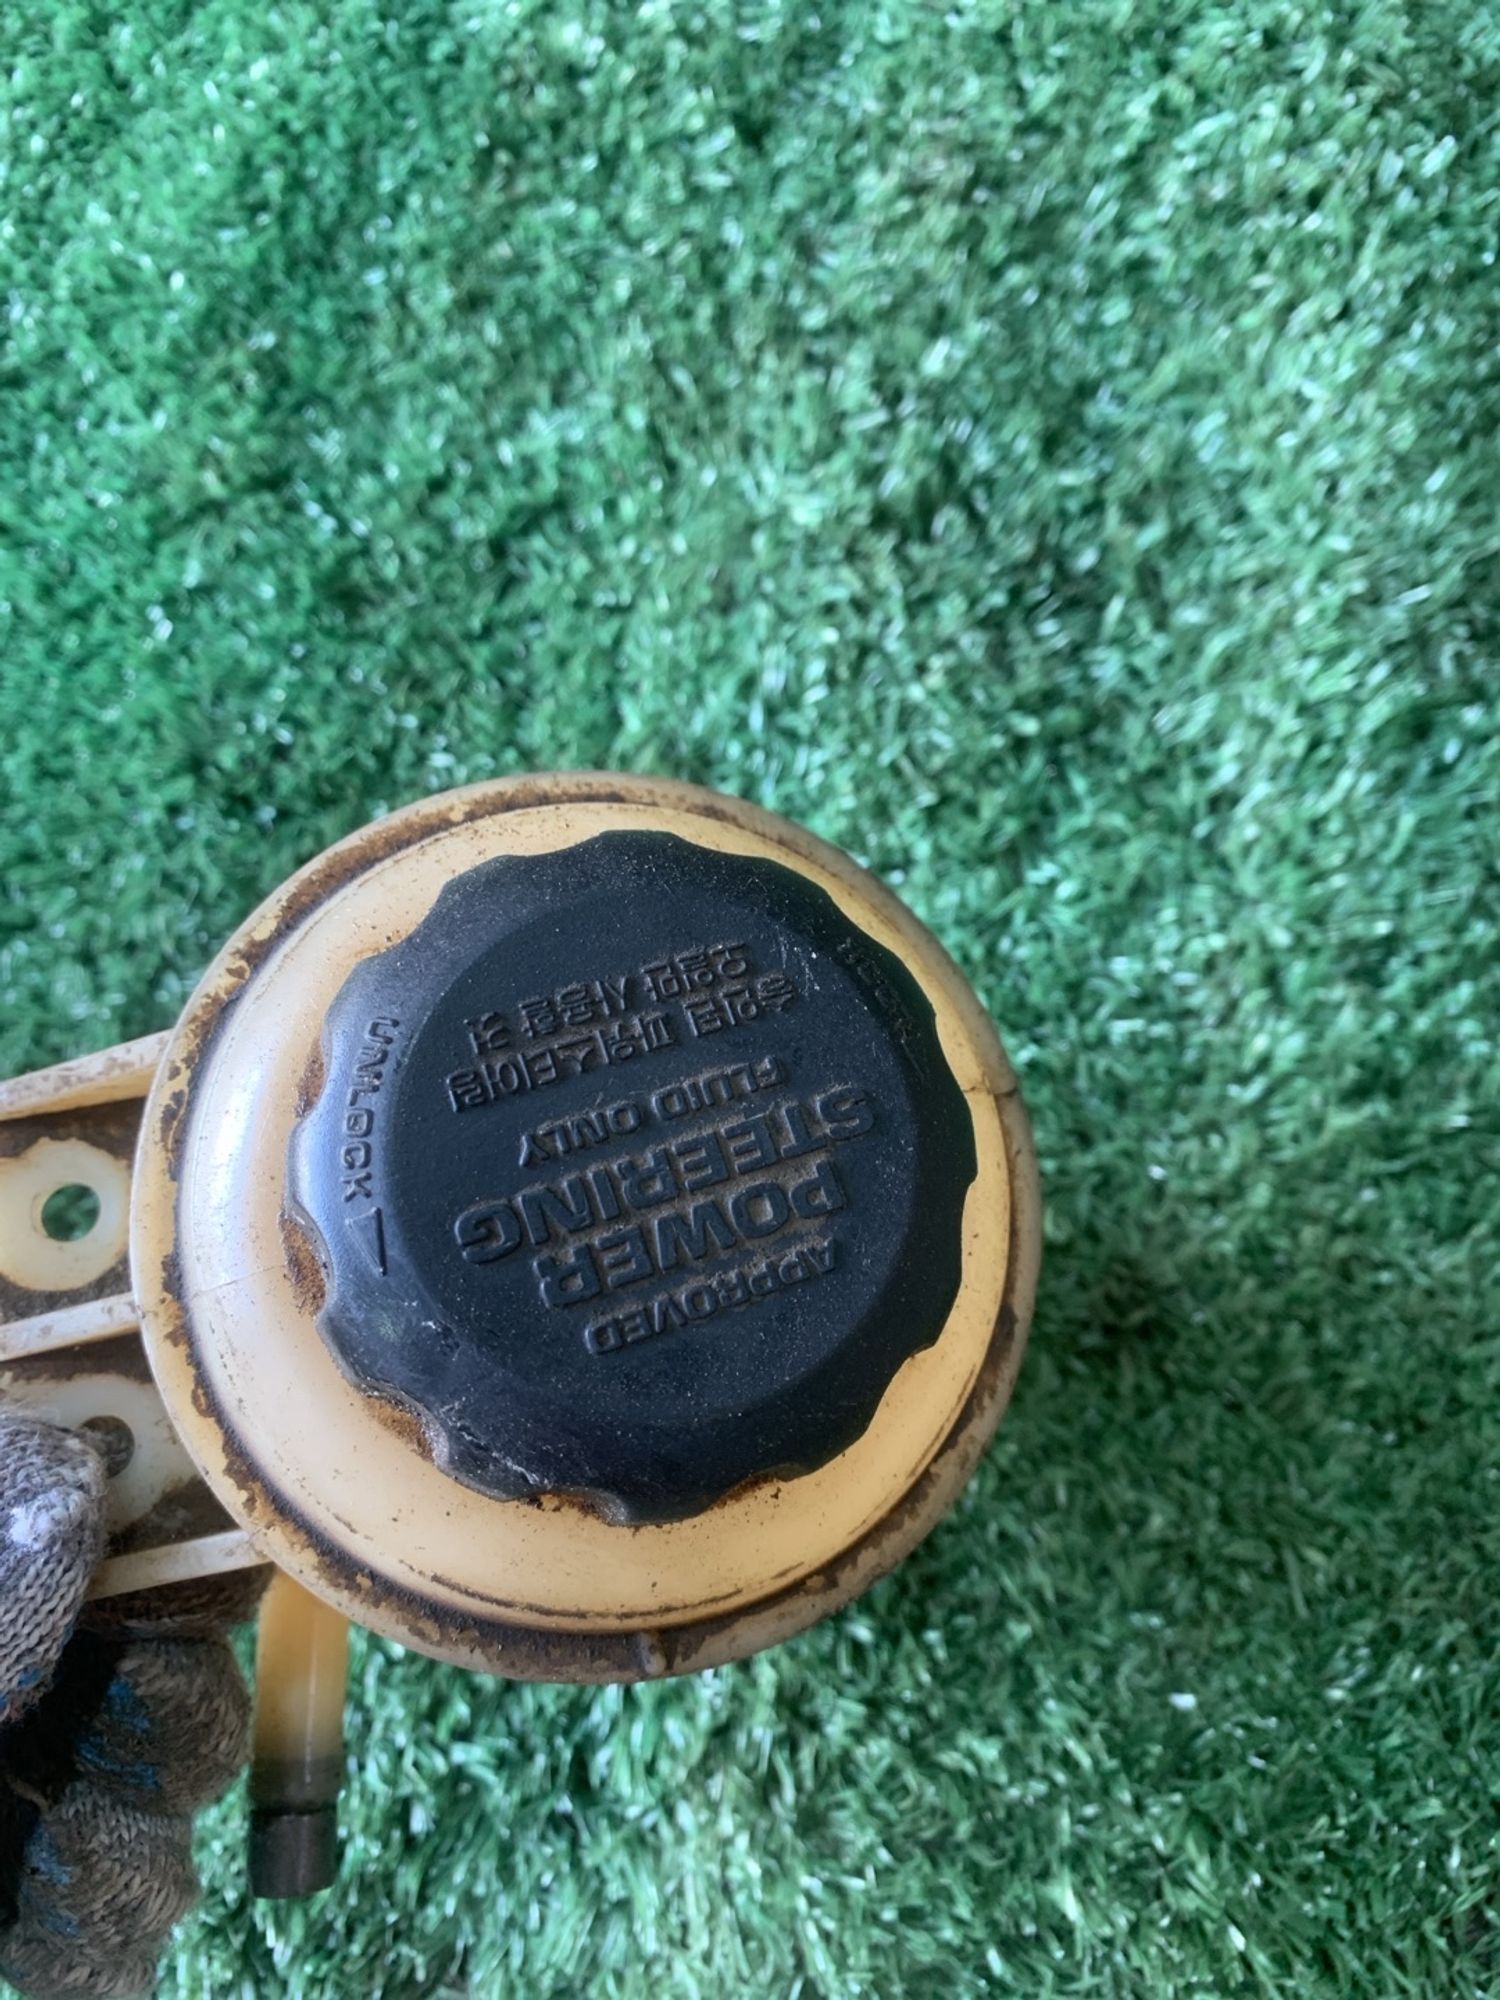 APPROVED
POWER
STEERING
FLUID ONLY
승인된 파워스티어링
오일만 사용할 것
UNLOCK